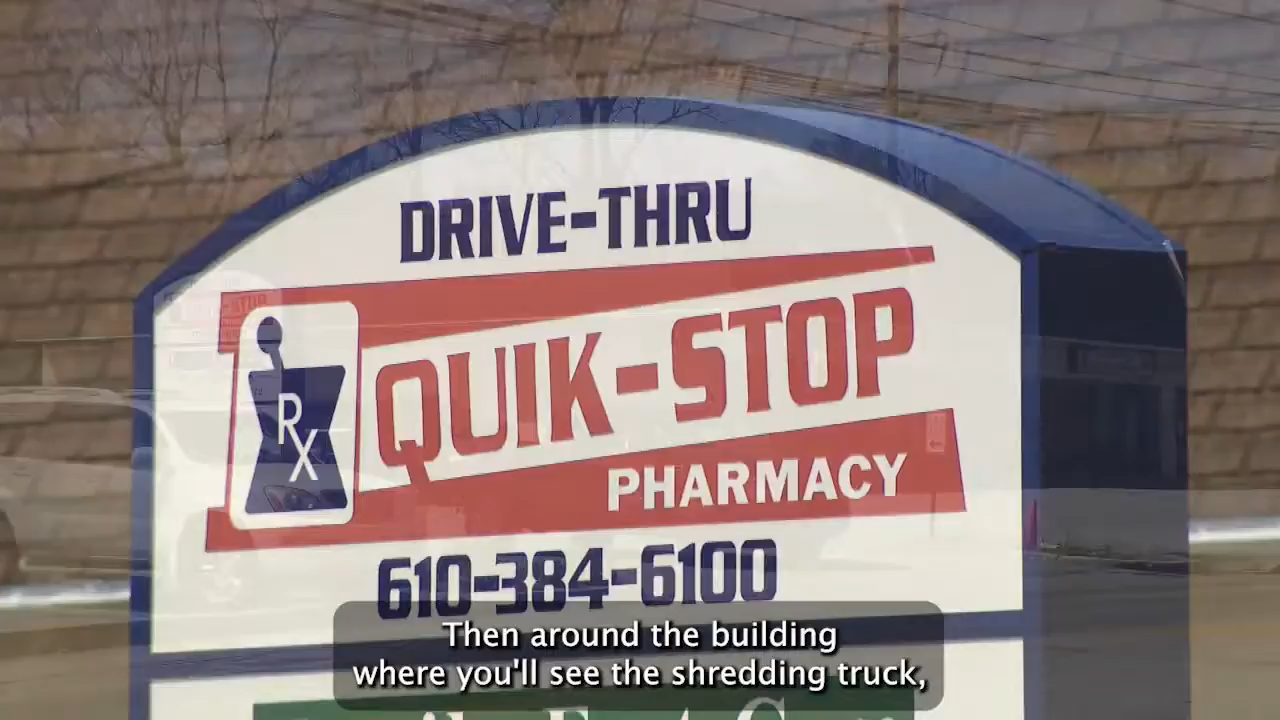 DRIVE-THRU
RX
QUIK-STOP
PHARMACY
610-384-6100
Then around the building
where you'll see the shredding truck,